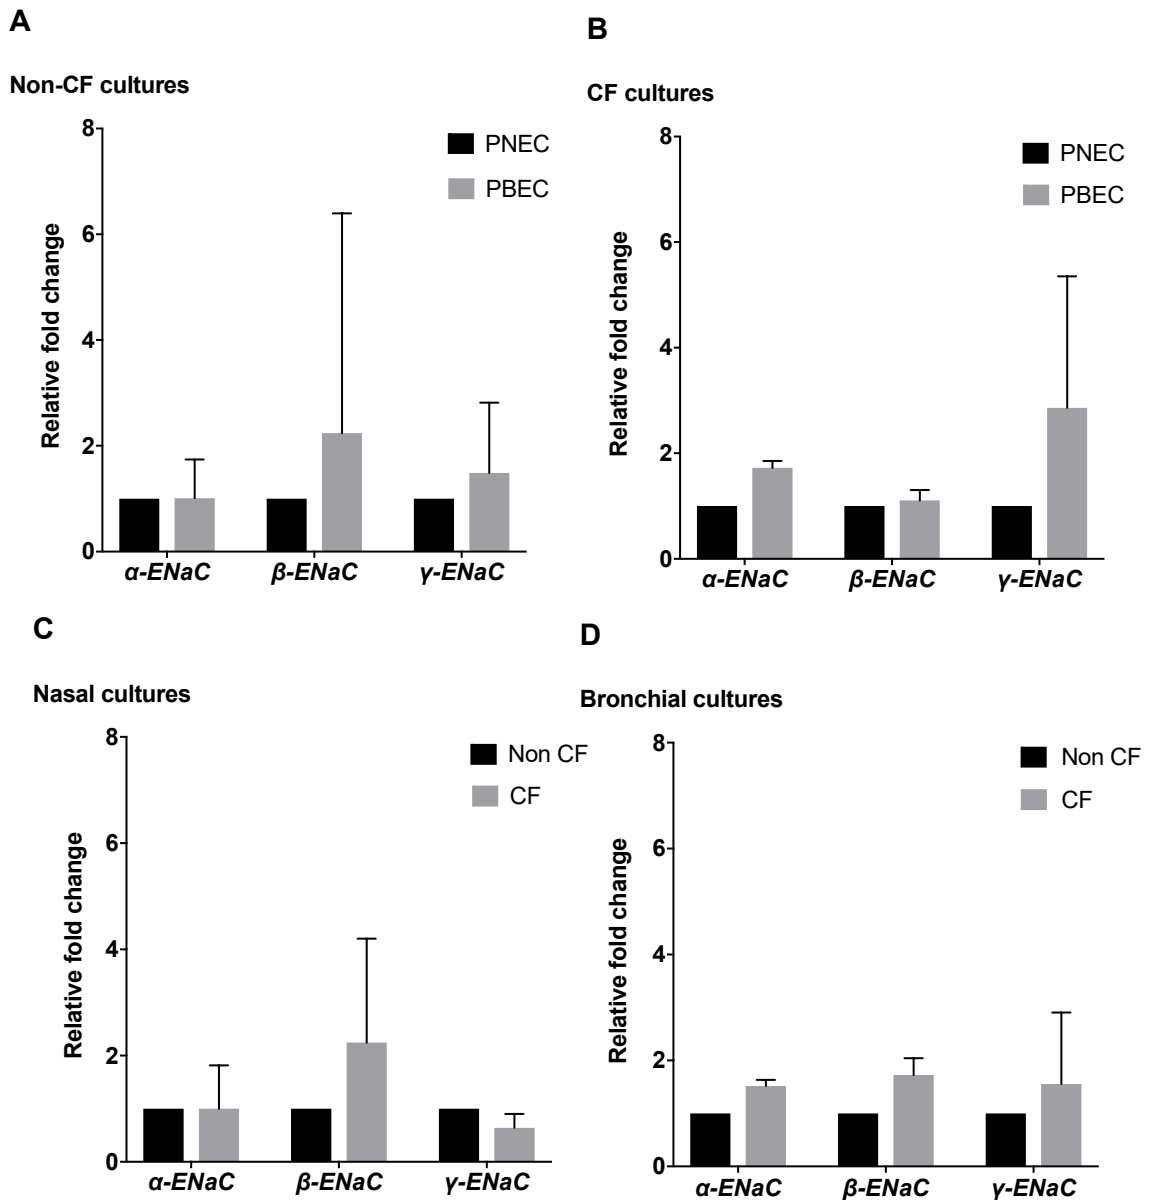 A
Non-CF cultures
8
6
4
2
0
Relative fold change
PNEC
PBEC
α-ENaC β-ENaC γ-ENaC
B
CF cultures
8
6
4
2
0
Relative fold change
PNEC
PBEC
α-ENaC β-ENaC γ-ENaC
C
Nasal cultures
8
6
4
2
0
Relative fold change
Non CF
CF
α-ENaC β-ENaC γ-ENaC
D
Bronchial cultures
8
6
4
2
0
Relative fold change
Non CF
CF
α-ENaC β-ENaC γ-ENaC